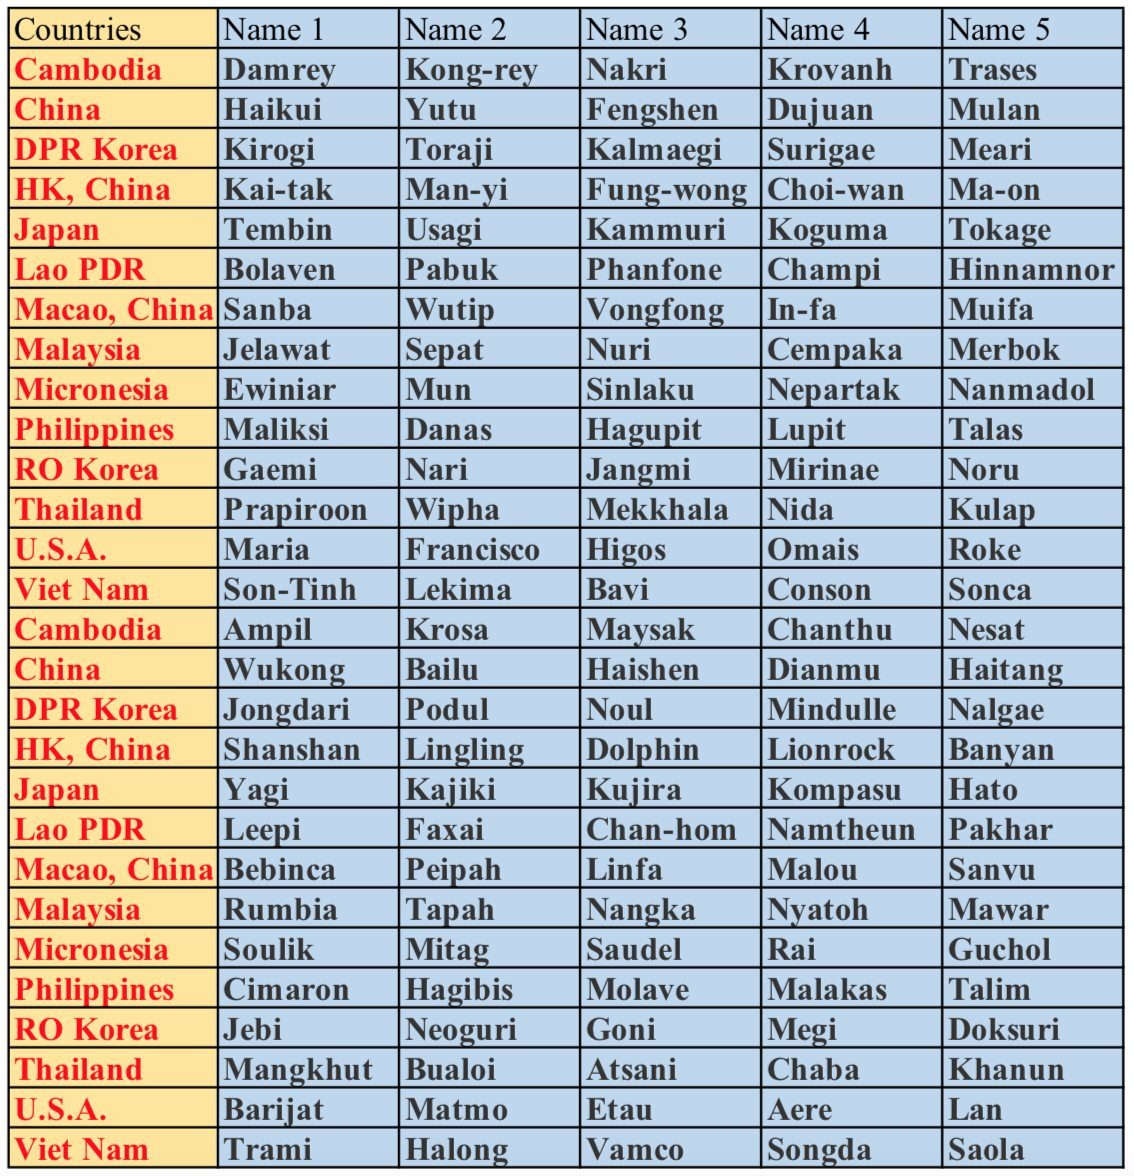 Countries Name 1 Name 2 Name 3 Name 4 Name 5
Cambodia Damrey Kong-rey Nakri Krovanh Trases
China Haikui Yutu Fengshen Dujuan Mulan
DPR Korea Kirogi Toraji Kalmaegi Surigae Meari
HK, China Kai-tak Man-yi Fung-wong Choi-wan Ma-on
Japan Tembin Usagi Kammuri Koguma Tokage
Lao PDR Bolaven Pabuk Phanfone Champi Hinnamnor
Macao, China Sanba Wutip Vongfong In-fa Muifa
Malaysia Jelawat Sepat Nuri Cempaka Merbok
Micronesia Ewiniar Mun Sinlaku Nepartak Nanmadol
Philippines Maliksi Danas Hagupit Lupit Talas
RO Korea Gaemi Nari Jangmi Mirinae Noru
Thailand Prapiroon Wipha Mekkhala Nida Kulap
U.S.A. Maria Francisco Higos Omais Roke
Viet Nam Son-Tinh Lekima Bavi Conson Sonca
Cambodia Ampil Krosa Maysak Chanthu Nesat
China Wukong Bailu Haishen Dianmu Haitang
DPR Korea Jongdari Podul Noul Mindulle Nalgae
HK, China Shanshan Lingling Dolphin Lionrock Banyan
Japan Yagi Kajiki Kujira Kompasu Hato
Lao PDR Leepi Faxai Chan-hom Namtheun Pakhar
Macao, China Bebinca Peipah Linfa Malou Sanvu
Malaysia Rumbia Tapah Nangka Nyatoh Mawar
Micronesia Soulik Mitag Saudel Rai Guchol
Philippines Cimaron Hagibis Molave Malakas Talim
RO Korea Jebi Neoguri Goni Megi Doksuri
Thailand Mangkhut Bualoi Atsani Chaba Khanun
U.S.A. Barijat Matmo Etau Aere Lan
Viet Nam Trami Halong Vamco Songda Saola